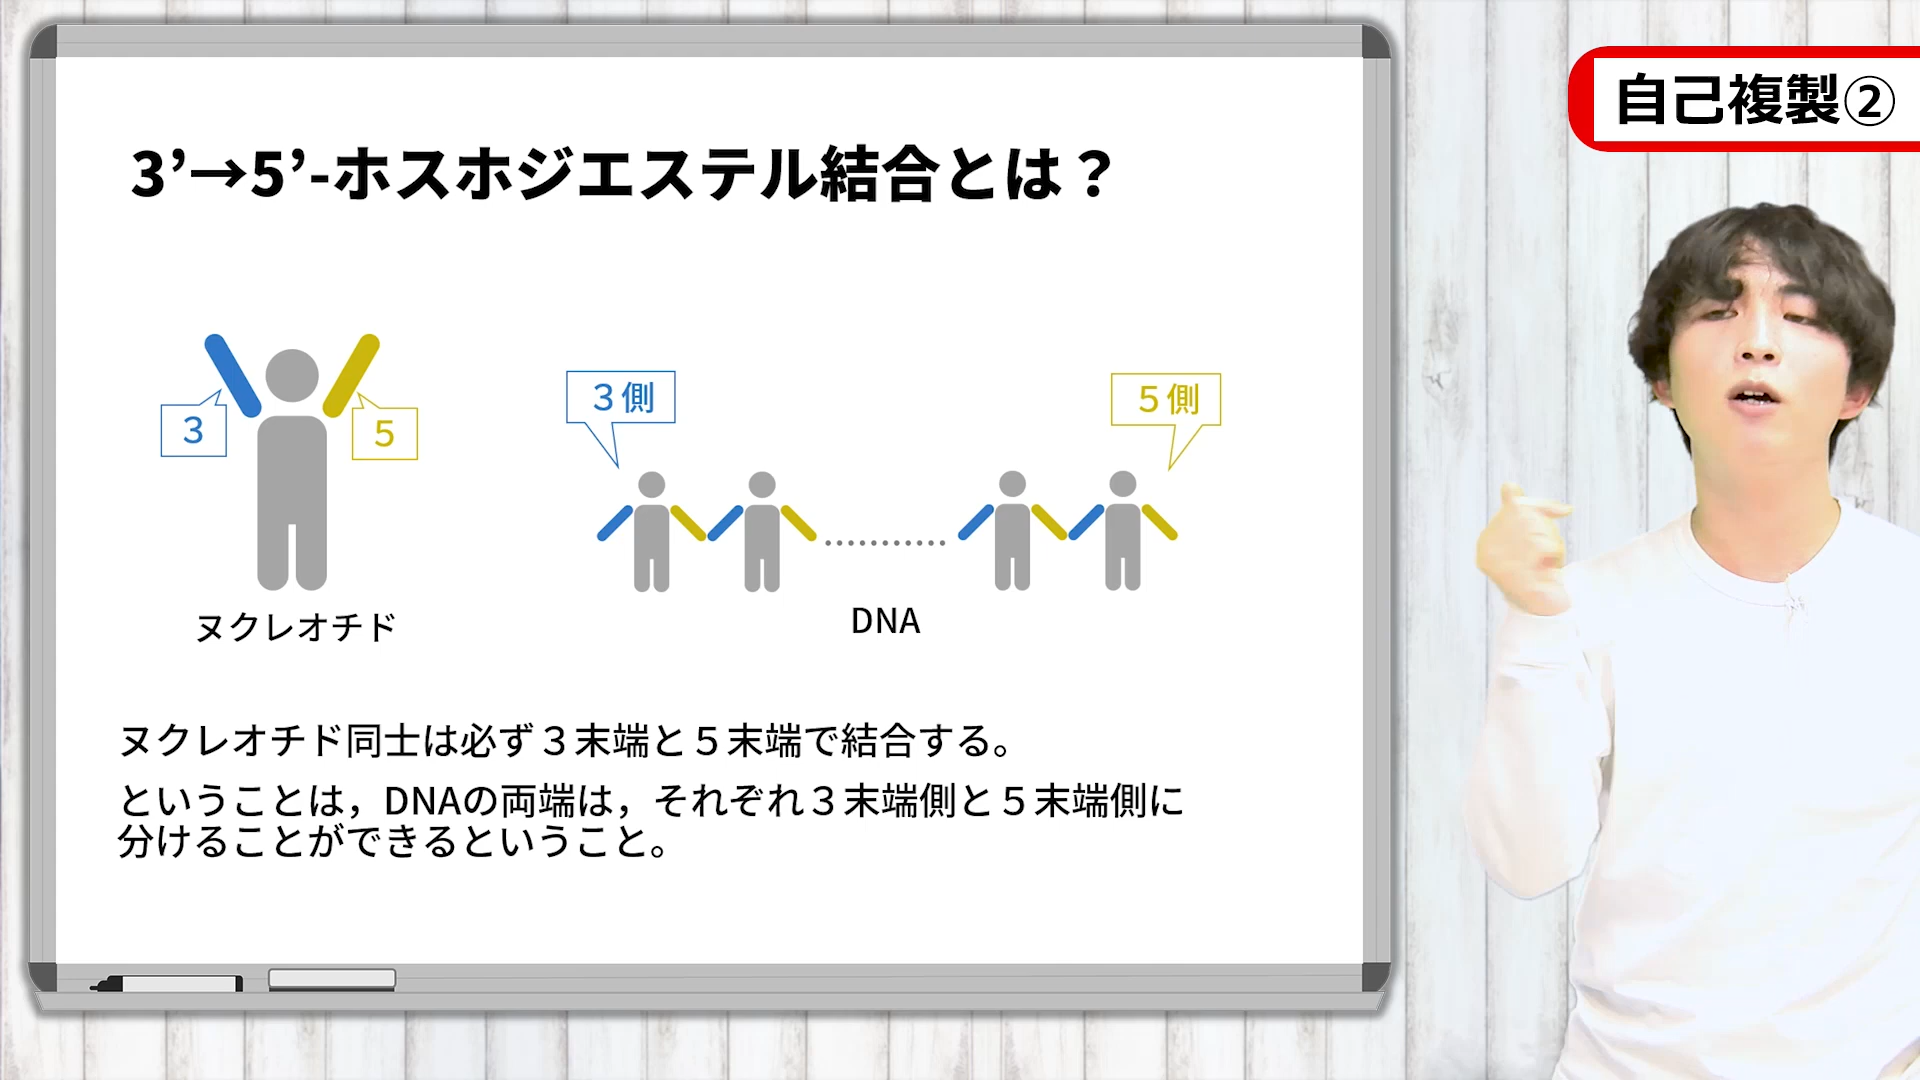 自己複製②
3’→5’-ホスホジエステル結合とは？
3
5
３側
５側
ヌクレオチド
DNA
ヌクレオチド同士は必ず３末端と５末端で結合する。
ということは，DNAの両端は，それぞれ３末端側と５末端側に
分けることができるということ。